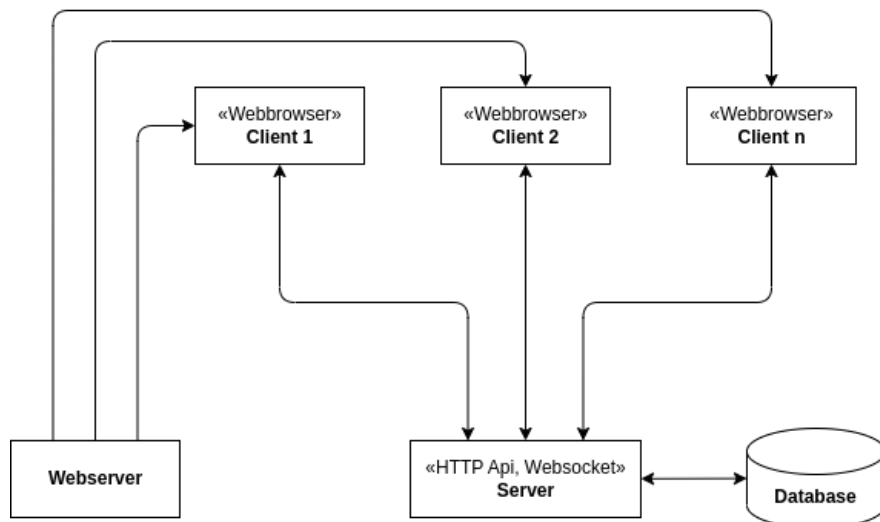 «Webbrowser»
Client 1
«Webbrowser»
Client 2
«Webbrowser»
Client n
Webserver
«HTTP Api, Websocket»
Server
Database